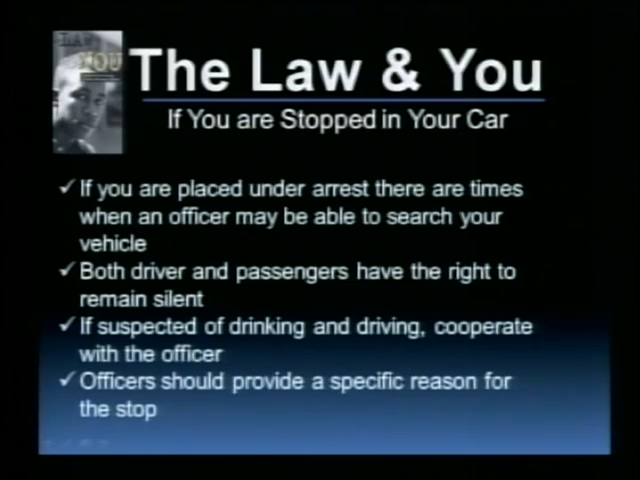 LAW
YOU
The Law & You
If You are Stopped in Your Car
✓ If you are placed under arrest there are times
when an officer may be able to search your
vehicle
✓ Both driver and passengers have the right to
remain silent
✓ If suspected of drinking and driving, cooperate
with the officer
✓ Officers should provide a specific reason for
the stop